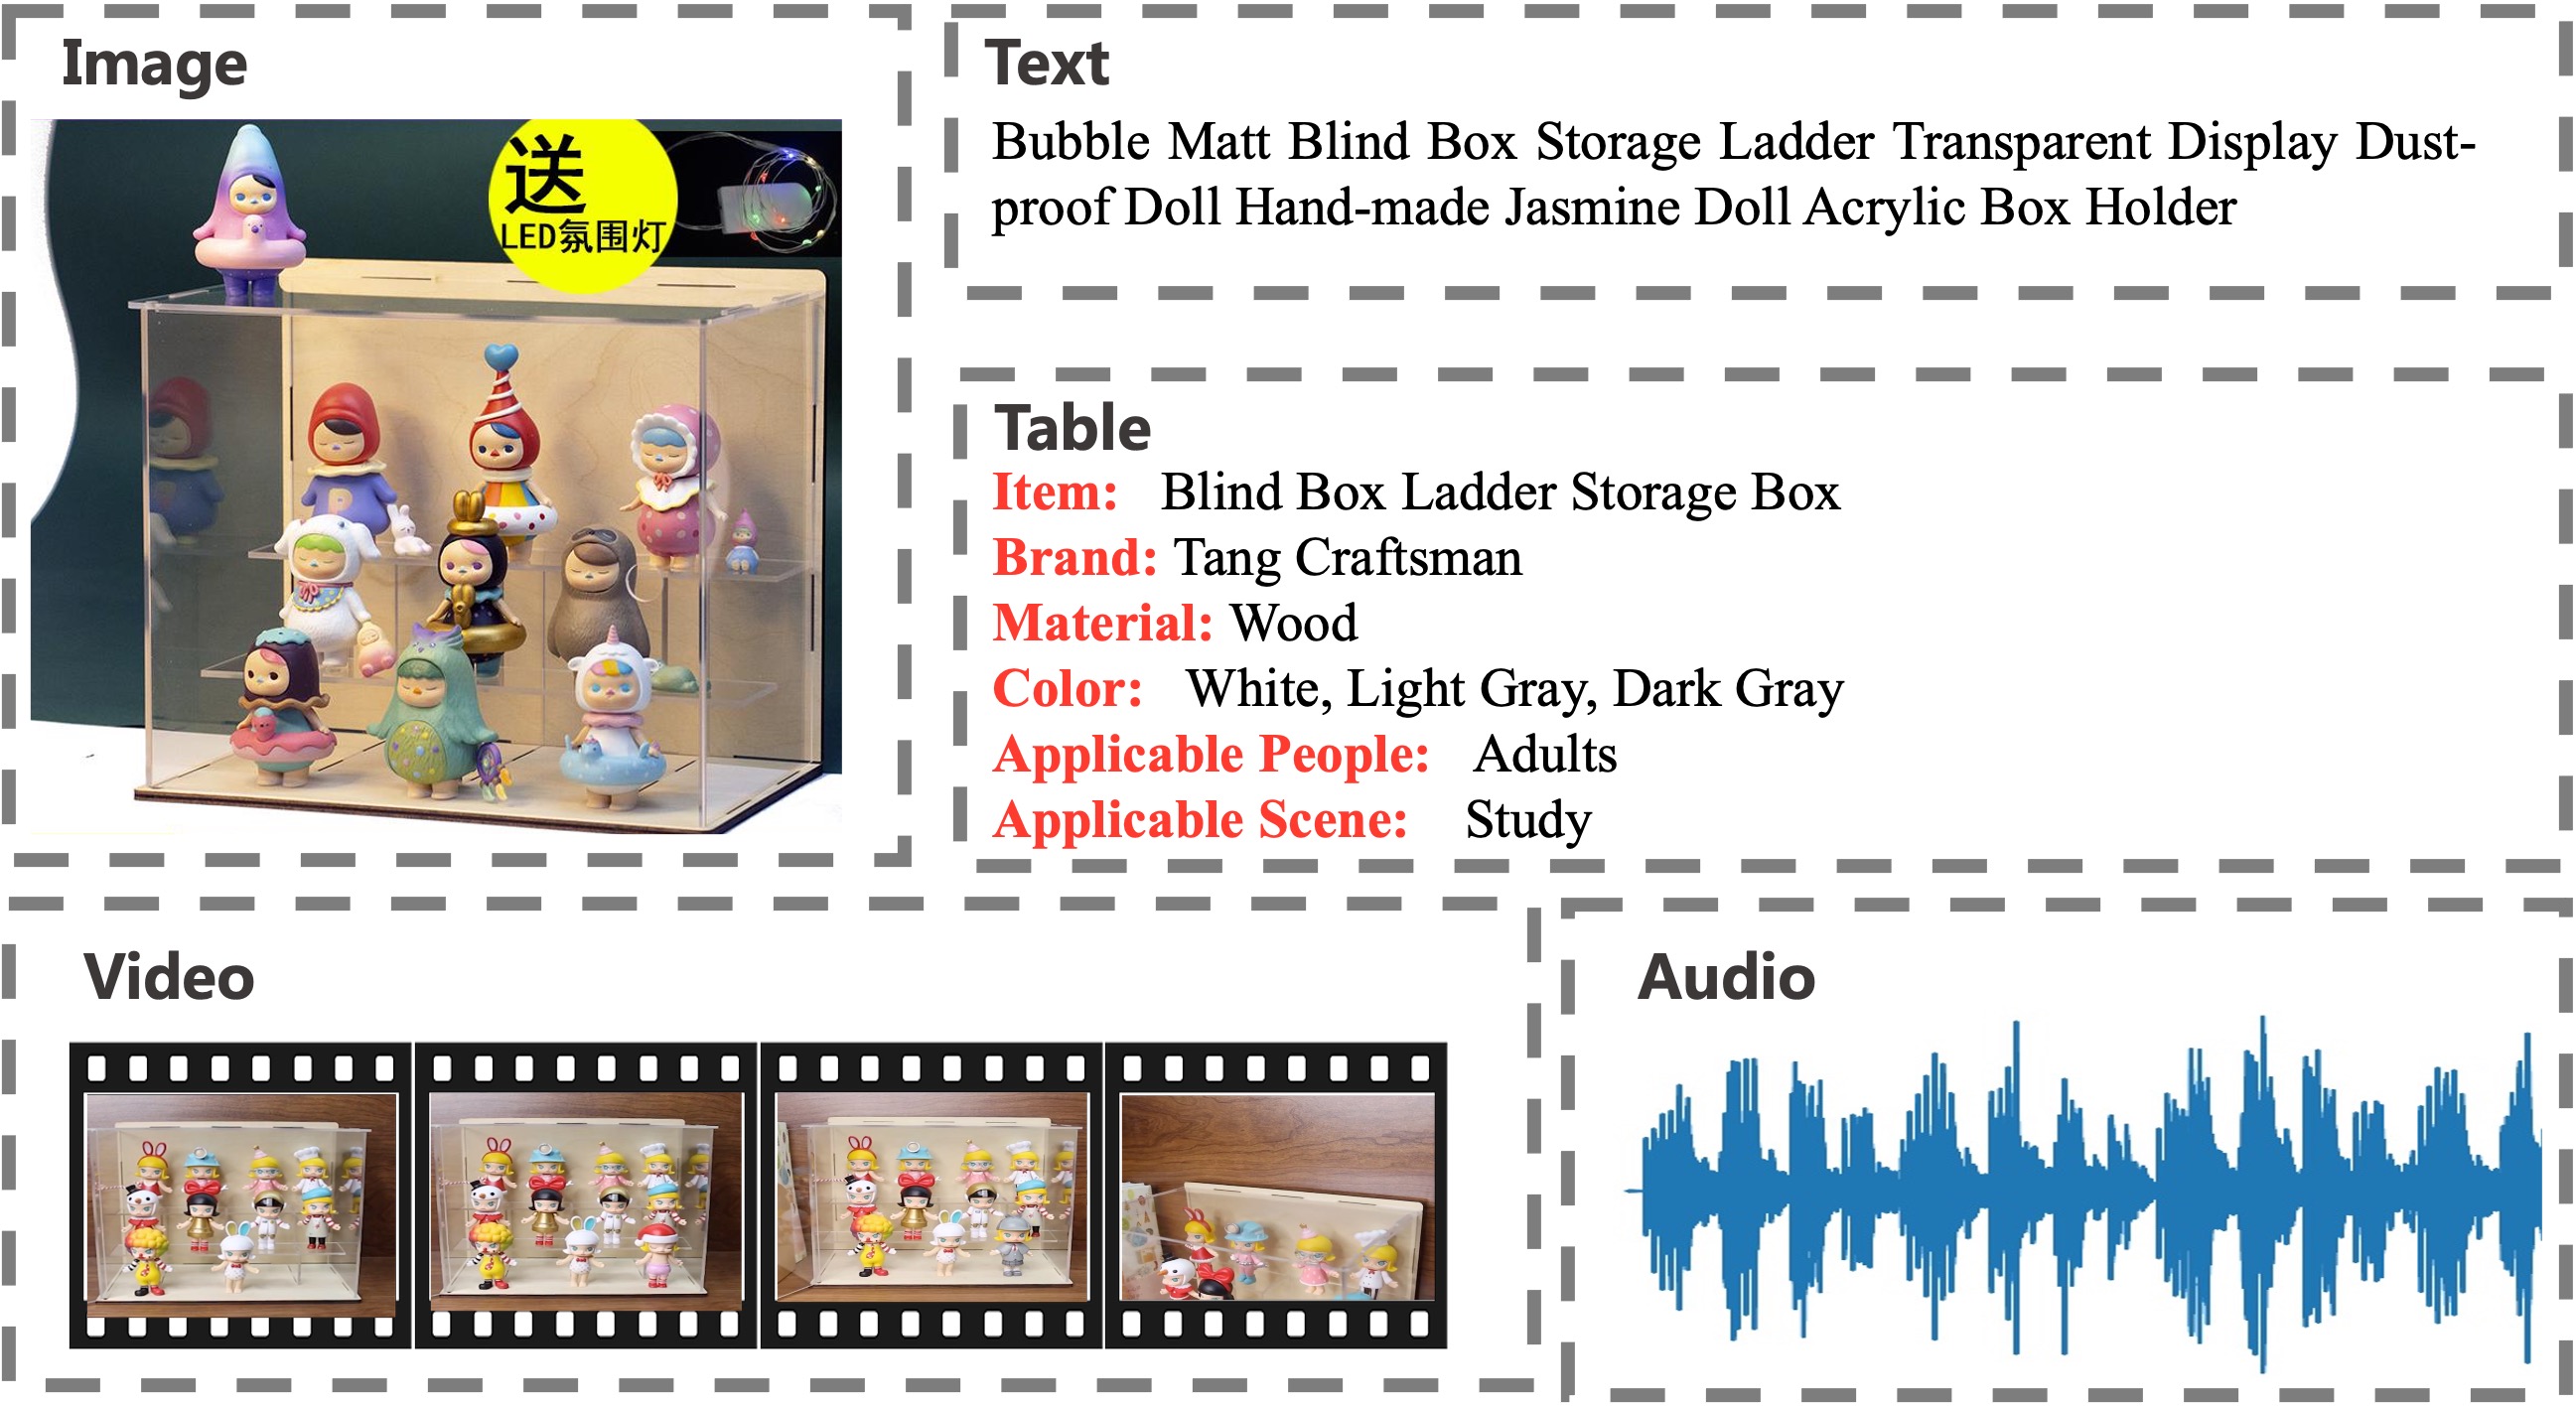 Image
送
LED氛围灯
Text
Bubble Matt Blind Box Storage Ladder Transparent Display Dust-
proof Doll Hand-made Jasmine Doll Acrylic Box Holder
Table
Item: Blind Box Ladder Storage Box
Brand: Tang Craftsman
Material: Wood
Color: White, Light Gray, Dark Gray
Applicable People: Adults
Applicable Scene: Study
Video
Audio